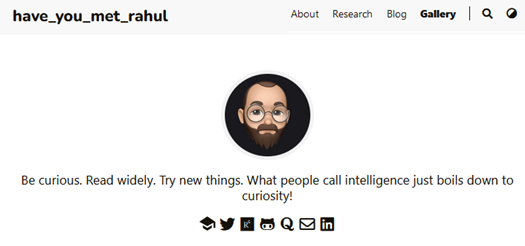 have_you_met_rahul
About Research Blog Gallery
Be curious. Read widely. Try new things. What people call intelligence just boils down to
curiosity!